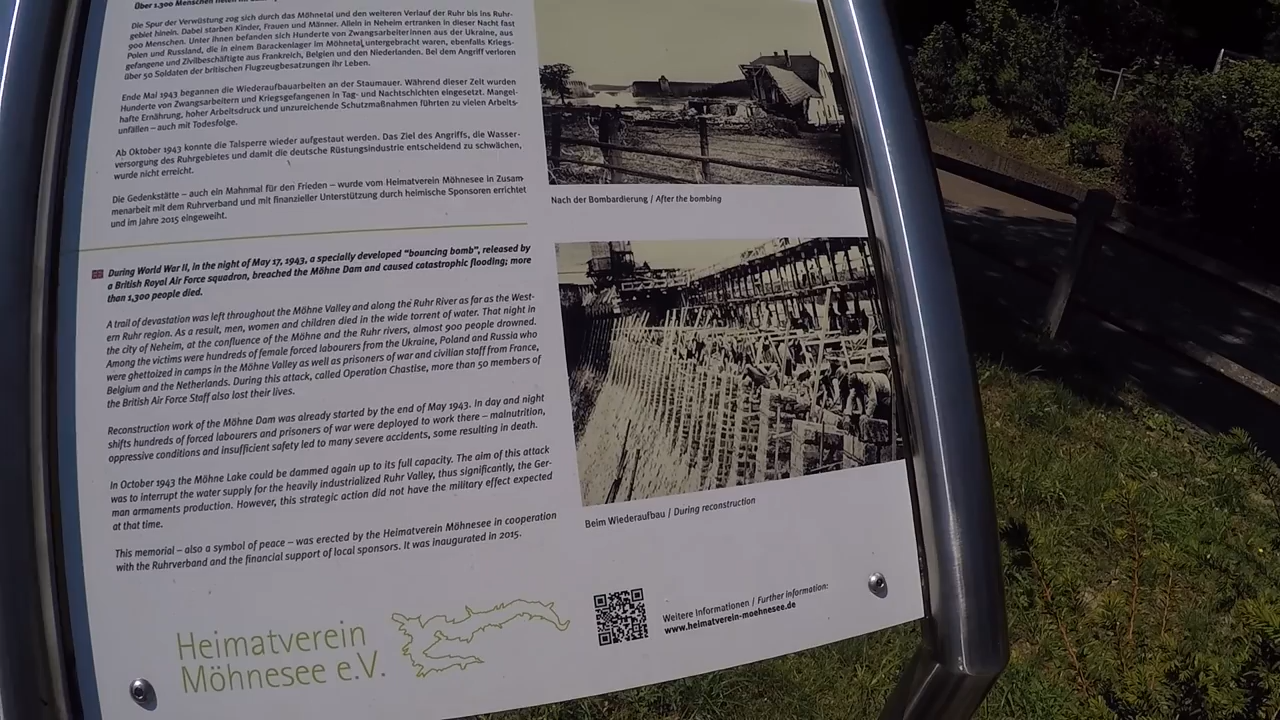 Über 1.300 Menschen
Die Spur der Verwüstung zog sich durch das Möhnetal und den weiteren Verlauf der Ruhr bis ins Ruhr-
gebiet hinein. Dabei starben Kinder, Frauen und Männer. Allein in Neheim ertranken in dieser Nacht fast
900 Menschen. Unter ihnen befanden sich Hunderte von Zwangsarbeiterinnen aus der Ukraine, aus
Polen und Russland, die in einem Barackenlager im Möhnetal untergebracht waren, ebenfalls Kriegs-
gefangene und Zivilbeschäftigte aus Frankreich, Belgien und den Niederlanden. Bei dem Angriff verloren
über 50 Soldaten der britischen Flugzeugbesatzungen ihr Leben.
Ende Mai 1943 begannen die Wiederaufbauarbeiten an der Staumauer. Während dieser Zeit wurden
Hunderte von Zwangsarbeitern und Kriegsgefangenen in Tag- und Nachtschichten eingesetzt. Mangel-
hafte Ernährung, hoher Arbeitsdruck und unzureichende Schutzmaßnahmen führten zu vielen Arbeits-
unfällen – auch mit Todesfolge.
Ab Oktober 1943 konnte die Talsperre wieder aufgestaut werden. Das Ziel des Angriffs, die Wasser-
versorgung des Ruhrgebietes und damit die deutsche Rüstungsindustrie entscheidend zu schwächen,
wurde nicht erreicht.
Die Gedenkstätte – auch ein Mahnmal für den Frieden – wurde vom Heimatverein Möhnesee in Zusam
menarbeit mit dem Ruhrverband und mit finanzieller Unterstützung durch heimische Sponsoren errichtet
und im Jahre 2015 eingeweiht.
During World War II, in the night of May 17, 1943, a specially developed "bouncing bomb", released by
a British Royal Air Force squadron, breached the Möhne Dam and caused catastrophic flooding; more
than 1,300 people died.
A trail of devastation was left throughout the Möhne Valley and along the Ruhr River as far as the West-
ern Ruhr region. As a result, men, women and children died in the wide torrent of water. That night in
the city of Neheim, at the confluence of the Möhne and the Ruhr rivers, almost 900 people drowned.
Among the victims were hundreds of female forced labourers from the Ukraine, Poland and Russia who
were ghettoized in camps in the Möhne Valley as well as prisoners of war and civilian staff from France,
Belgium and the Netherlands. During this attack, called Operation Chastise, more than 50 members of
the British Air Force Staff also lost their lives.
Reconstruction work of the Möhne Dam was already started by the end of May 1943. In day and night
shifts hundreds of forced labourers and prisoners of war were deployed to work there – malnutrition,
oppressive conditions and insufficient safety led to many severe accidents, some resulting in death.
In October 1943 the Möhne Lake could be dammed again up to its full capacity. The aim of this attack
was to interrupt the water supply for the heavily industrialized Ruhr Valley, thus significantly, the Ger-
man armaments production. However, this strategic action did not have the military effect expected
at that time.
This memorial – also a symbol of peace – was erected by the Heimatverein Möhnesee in cooperation
with the Ruhrverband and the financial support of local sponsors. It was inaugurated in 2015.
Nach der Bombardierung / After the bombing
Beim Wiederaufbau / During reconstruction
Heimatverein
Möhnesee e.V.
Weitere Informationen / Further information:
www.heimatverein-moehnesee.de